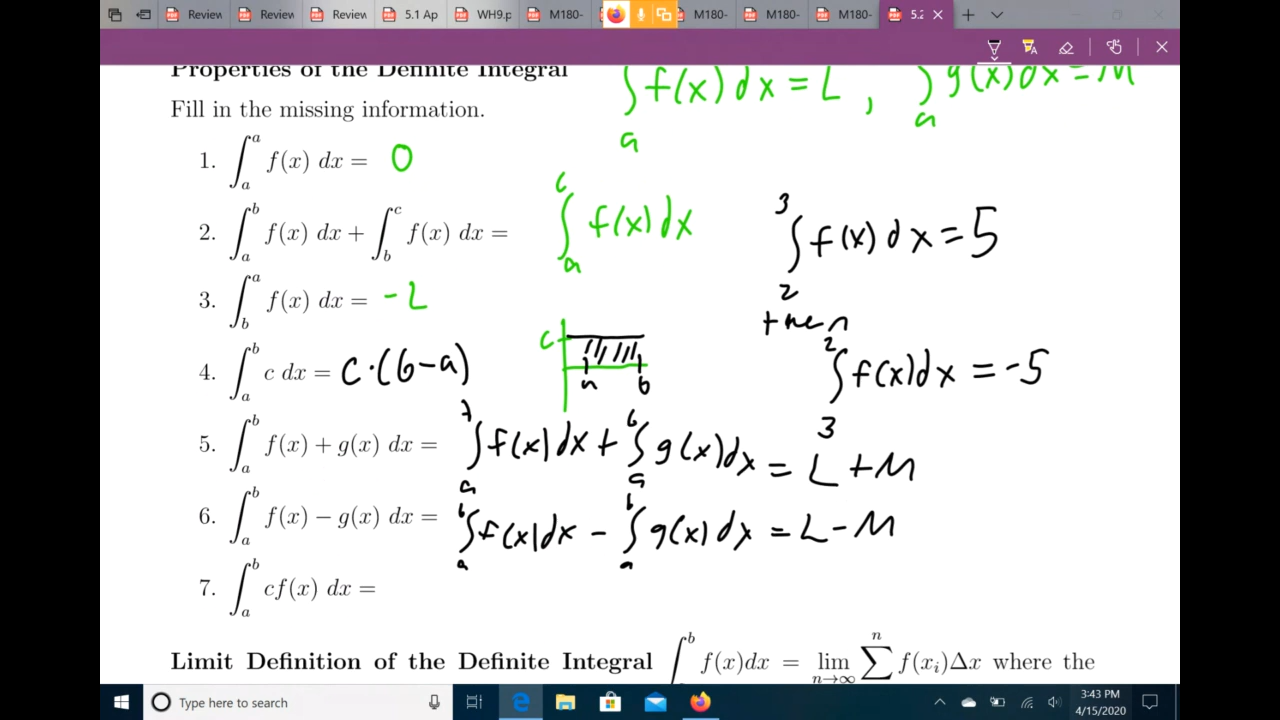 Review Review Review 5.1 Ap WH9.p M180- M180- M180- M180- 5.2
Properties of the Definite Integral
∫_a f(x) dx = L , ∫_a g(x) dx = M
Fill in the missing information.
1. ∫_a^a f(x) dx = 0
2. ∫_a^b f(x) dx + ∫_b^c f(x) dx = ∫_a^c f(x) dx
∫_2^3 f(x) dx = 5
3. ∫_b^a f(x) dx = -L
then
4. ∫_a^b c dx = c·(b-a)
c
a b
∫_3^2 f(x) dx = -5
5. ∫_a^b f(x) + g(x) dx = ∫_a^7 f(x) dx + ∫_a^b g(x) dx = L + M
6. ∫_a^b f(x) − g(x) dx = ∫_a^b f(x) dx - ∫_a^b g(x) dx = L - M
7. ∫_a^b cf(x) dx =
Limit Definition of the Definite Integral ∫^b f(x)dx = lim_{n→∞} ∑^n f(x_i)Δx where the
Type here to search
3:43 PM
4/15/2020